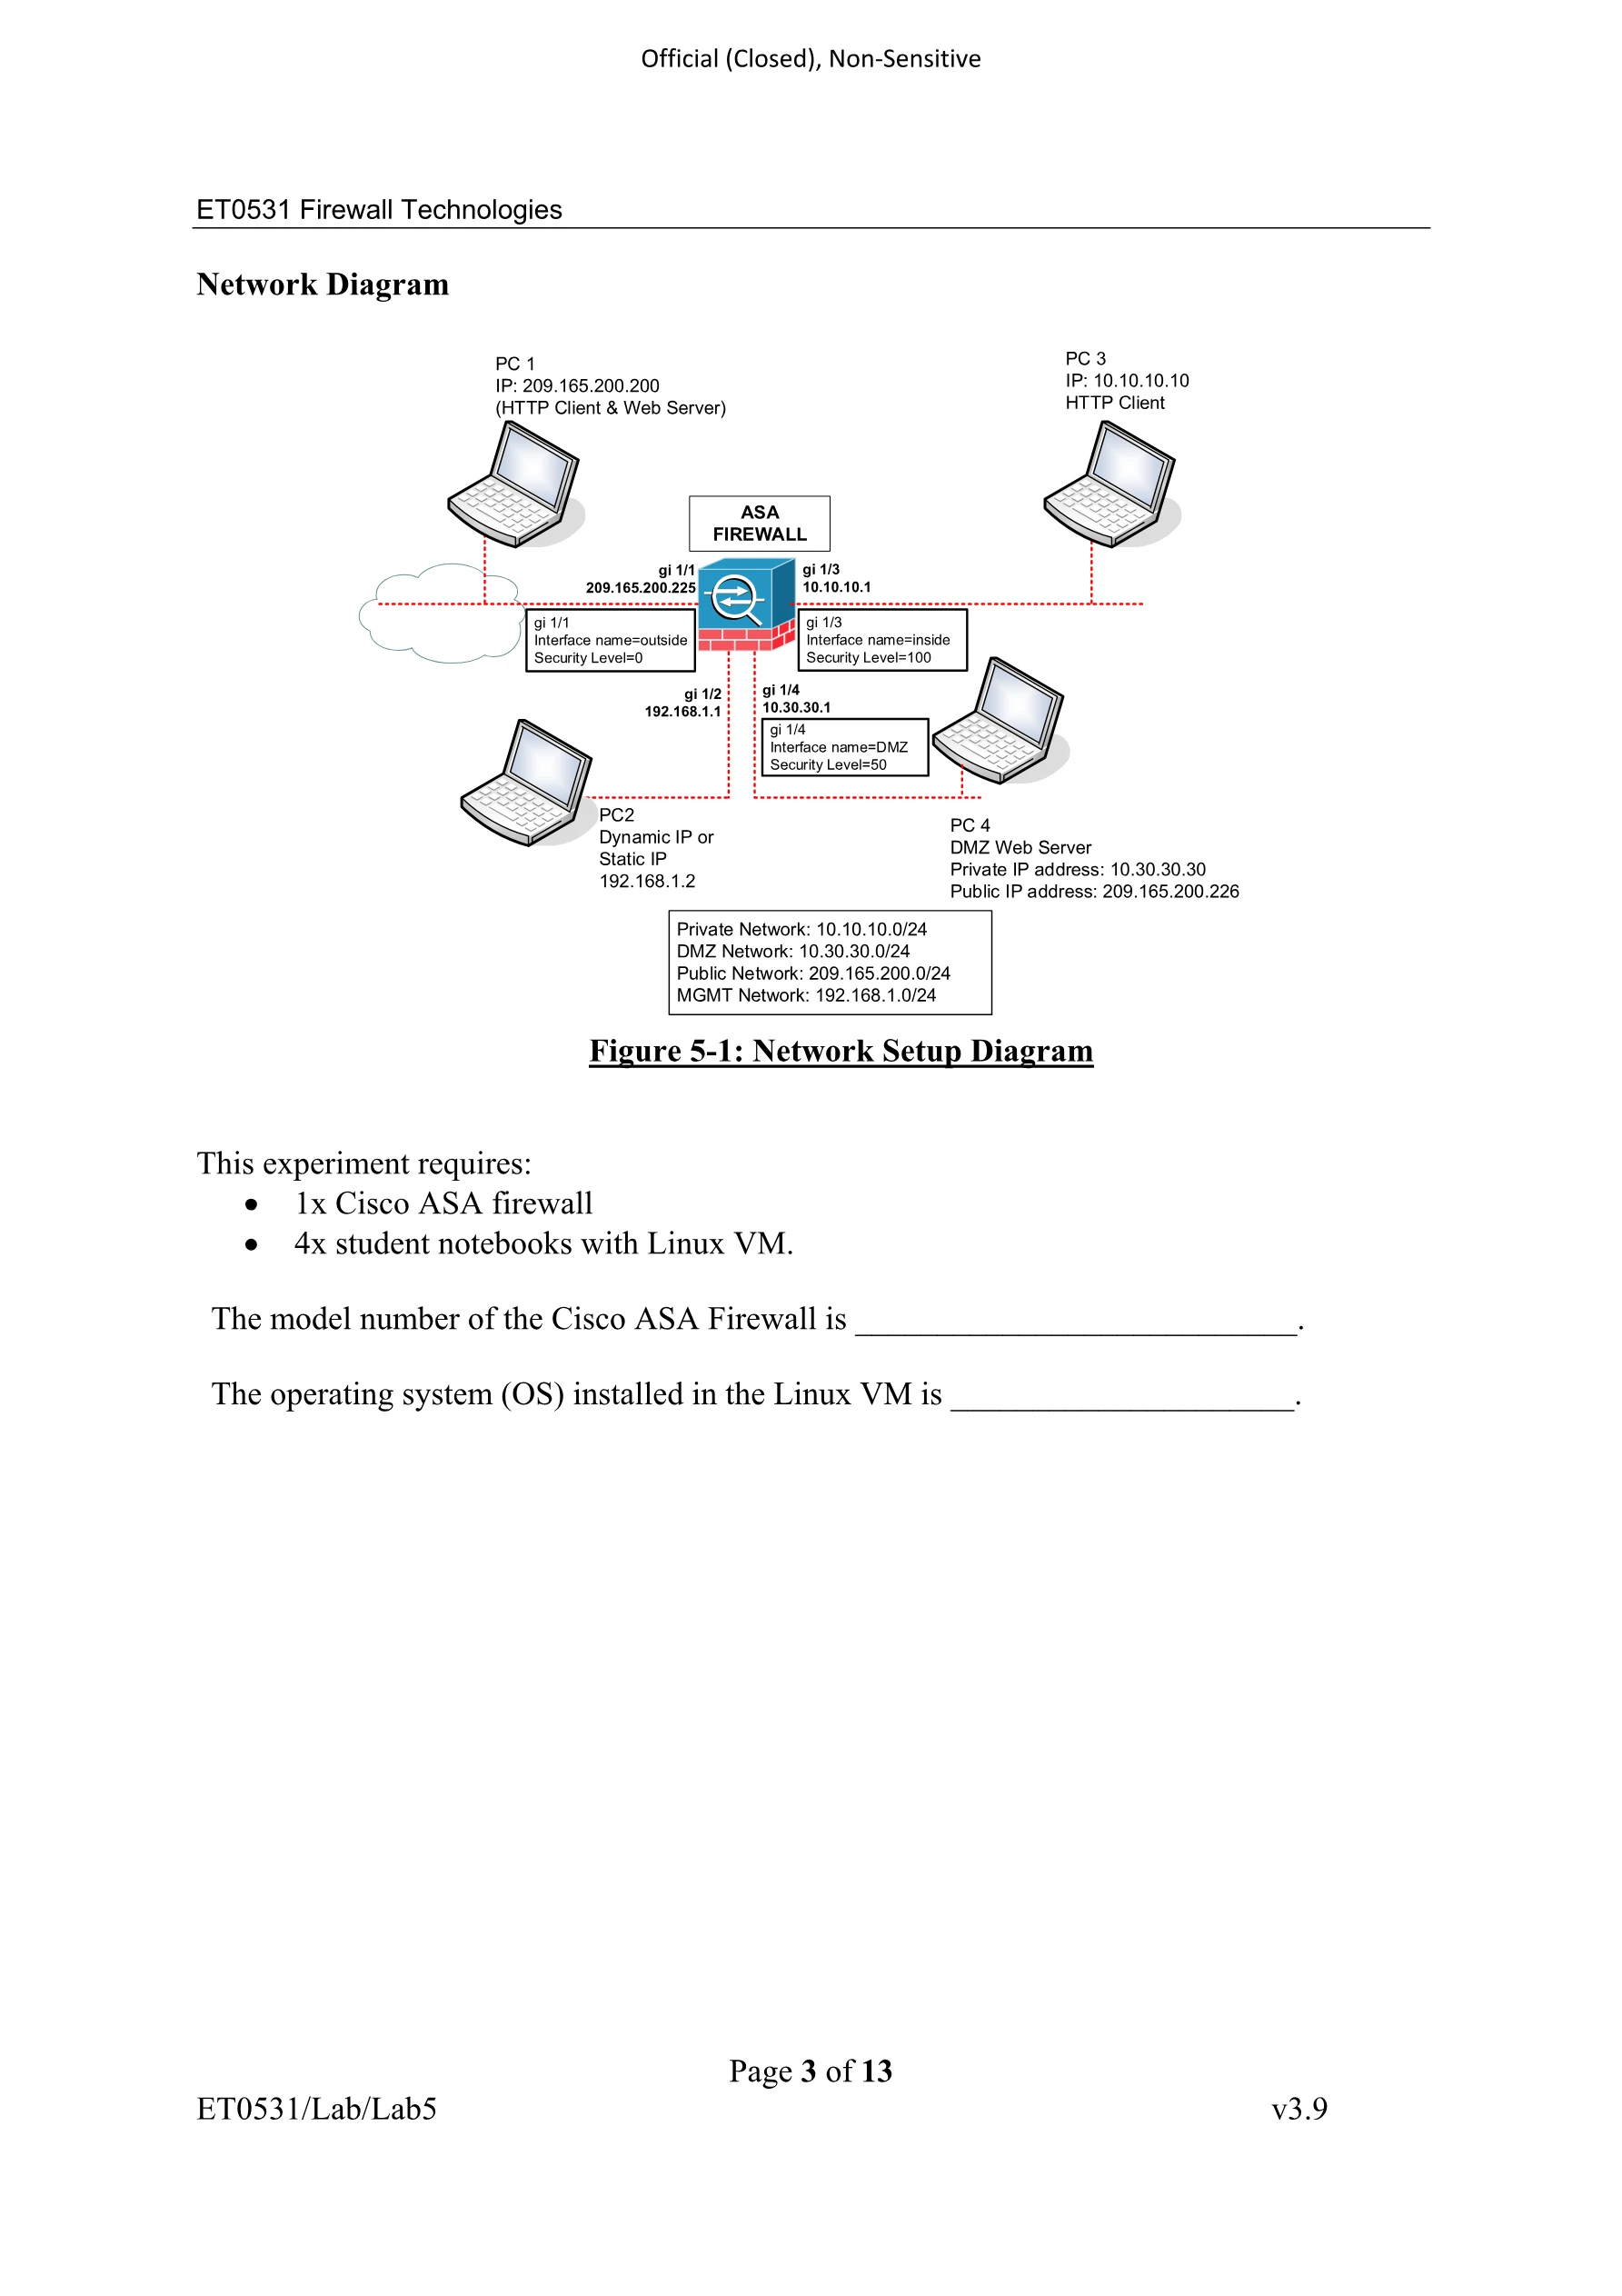 Official (Closed), Non-Sensitive
ET0531 Firewall Technologies
Network Diagram
PC 1
IP: 209.165.200.200
(HTTP Client & Web Server)
PC 3
IP: 10.10.10.10
HTTP Client
ASA
FIREWALL
gi 1/1
209.165.200.225
gi 1/3
10.10.10.1
gi 1/1
Interface name=outside
Security Level=0
gi 1/3
Interface name=inside
Security Level=100
gi 1/2
192.168.1.1
gi 1/4
10.30.30.1
gi 1/4
Interface name=DMZ
Security Level=50
PC2
Dynamic IP or
Static IP
192.168.1.2
PC 4
DMZ Web Server
Private IP address: 10.30.30.30
Public IP address: 209.165.200.226
Private Network: 10.10.10.0/24
DMZ Network: 10.30.30.0/24
Public Network: 209.165.200.0/24
MGMT Network: 192.168.1.0/24
Figure 5-1: Network Setup Diagram
This experiment requires:
• 1x Cisco ASA firewall
• 4x student notebooks with Linux VM.
The model number of the Cisco ASA Firewall is ___________________________.
The operating system (OS) installed in the Linux VM is _____________________.
Page 3 of 13
ET0531/Lab/Lab5 v3.9